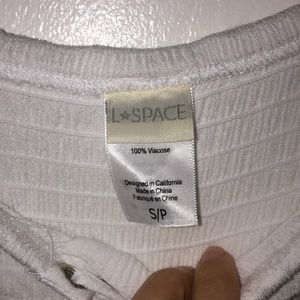 L*SPACE
100% Viscose
Designed in California
Made in China
Fabriqué en Chine
S/P